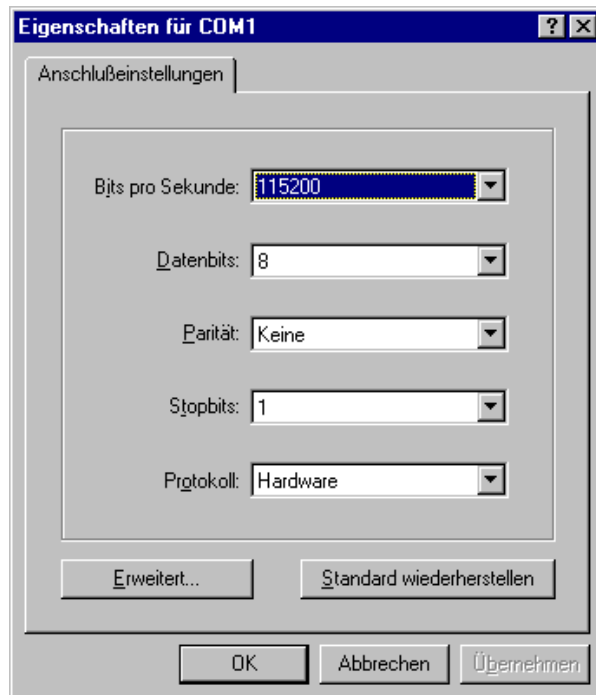 Eigenschaften für COM1
Anschlußeinstellungen
Bits pro Sekunde: 115200
Datenbits: 8
Parität: Keine
Stopbits: 1
Protokoll: Hardware
Erweitert... Standard wiederherstellen
OK Abbrechen Übernehmen